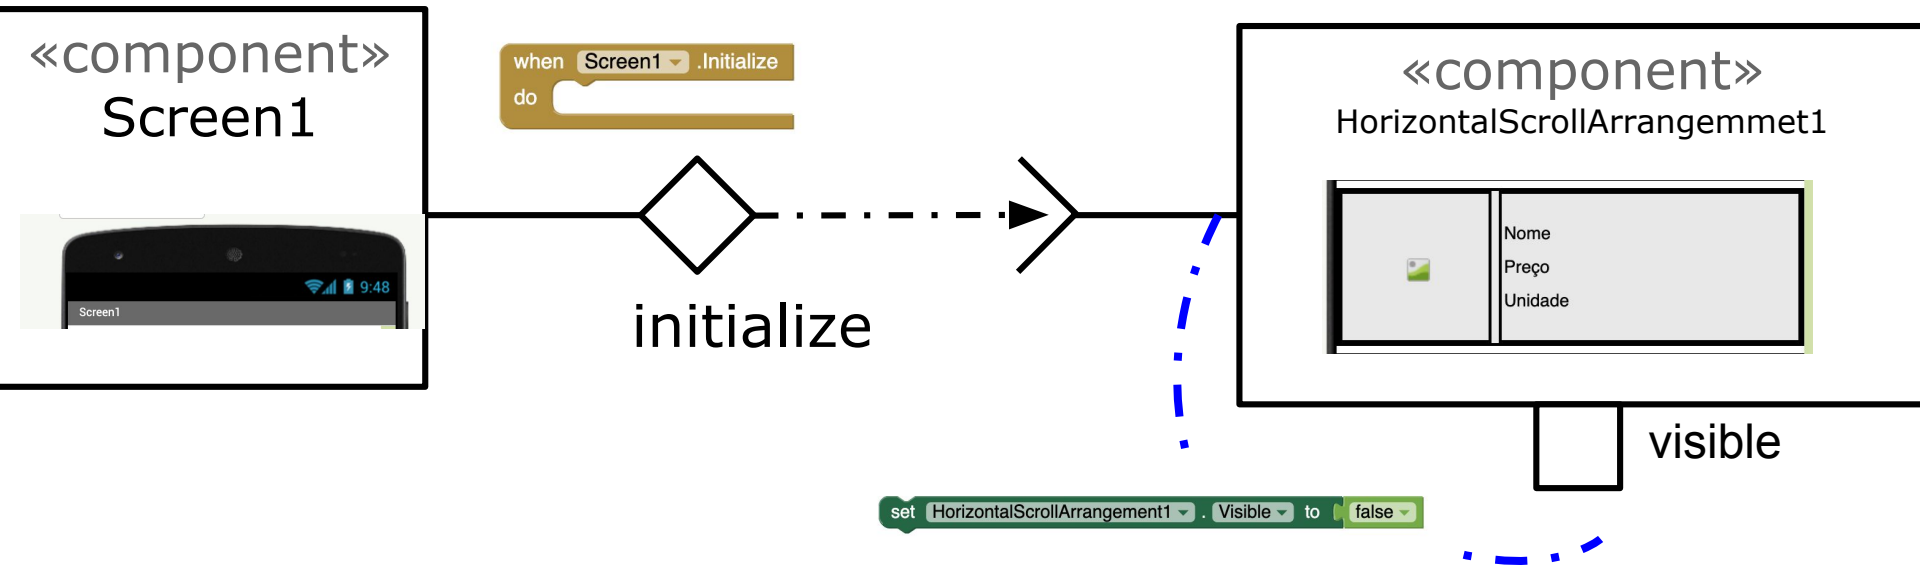 «component»
Screen1
9:48
Screen1
when Screen1 .Initialize
do
initialize
«component»
HorizontalScrollArrangemmet1
Nome
Preço
Unidade
visible
set HorizontalScrollArrangement1 . Visible to false